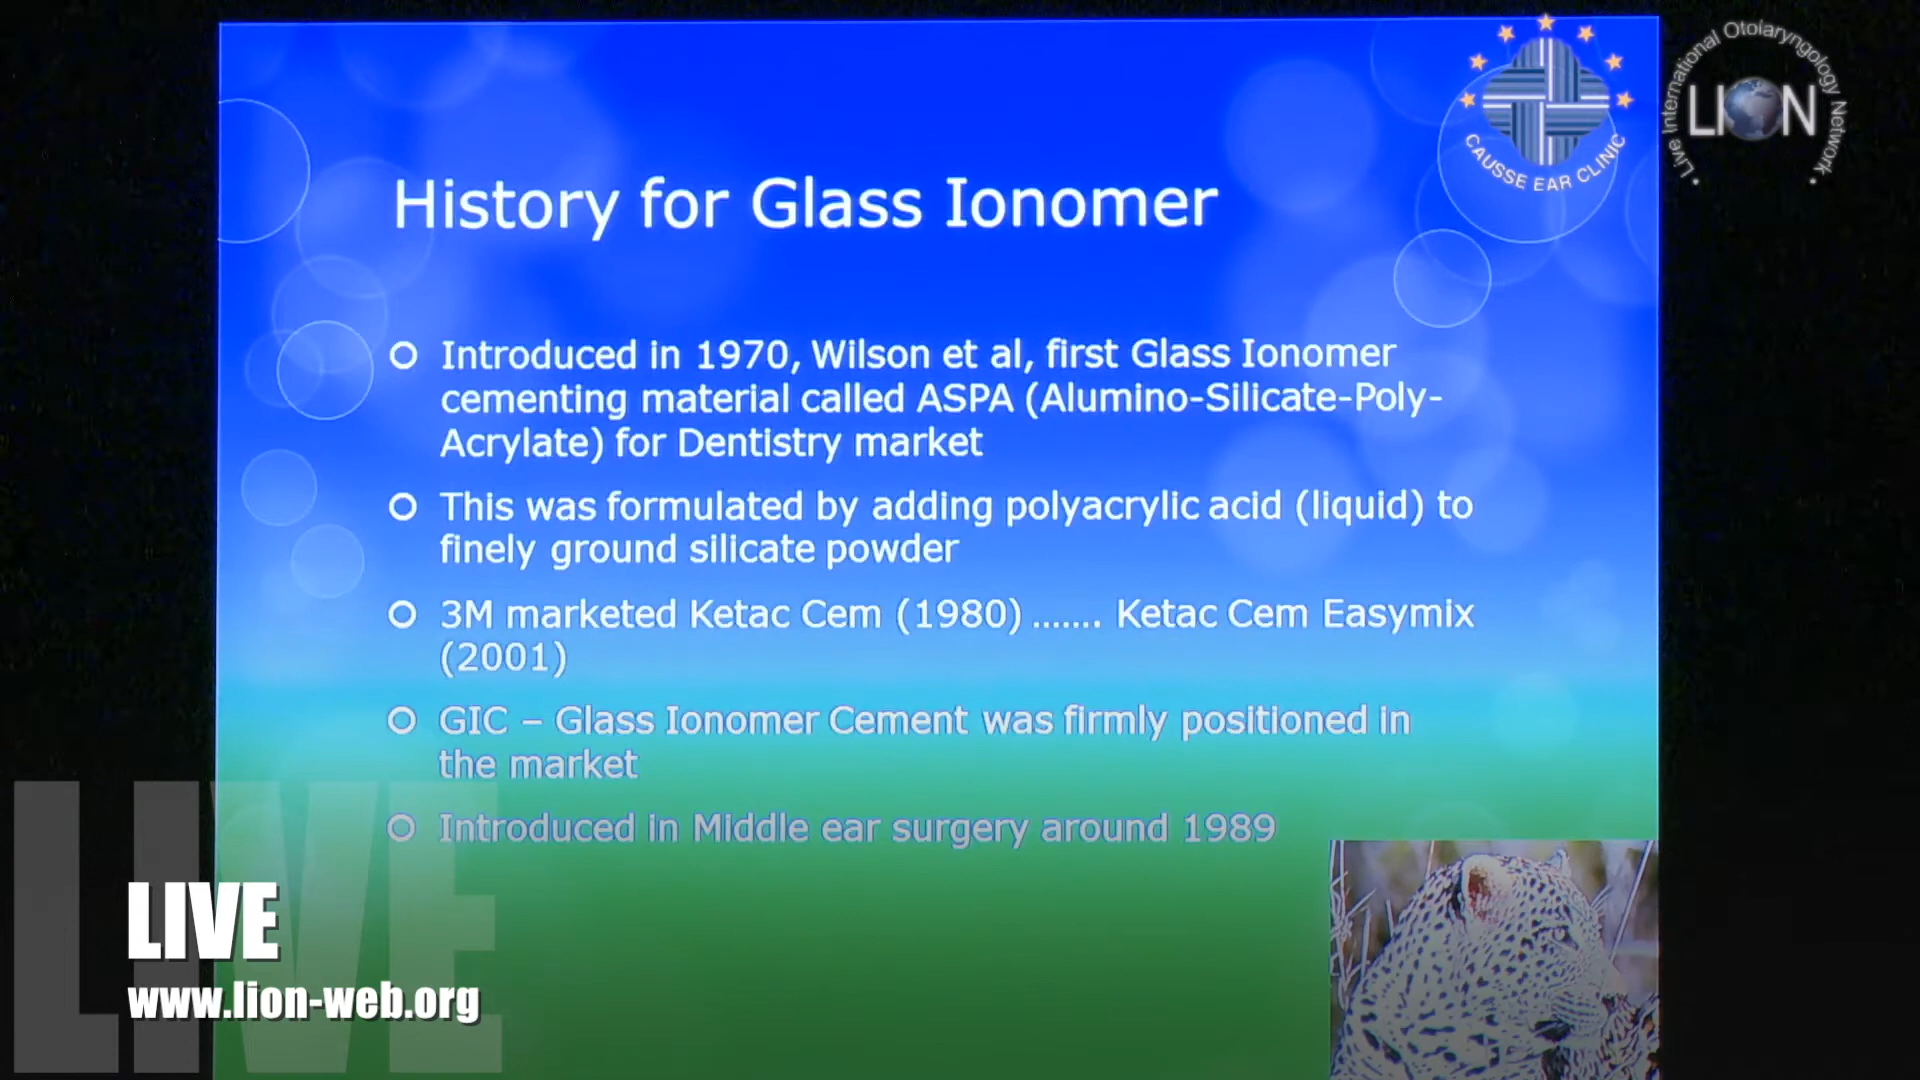 History for Glass Ionomer
Introduced in 1970, Wilson et al, first Glass Ionomer
cementing material called ASPA (Alumino-Silicate-Poly-
Acrylate) for Dentistry market
This was formulated by adding polyacrylic acid (liquid) to
finely ground silicate powder
3M marketed Ketac Cem (1980) ....... Ketac Cem Easymix
(2001)
GIC – Glass Ionomer Cement was firmly positioned in
the market
Introduced in Middle ear surgery around 1989
CAUSSE EAR CLINIC
• Live International Otolaryngology Network •
LION
LIVE
LIVE
www.lion-web.org